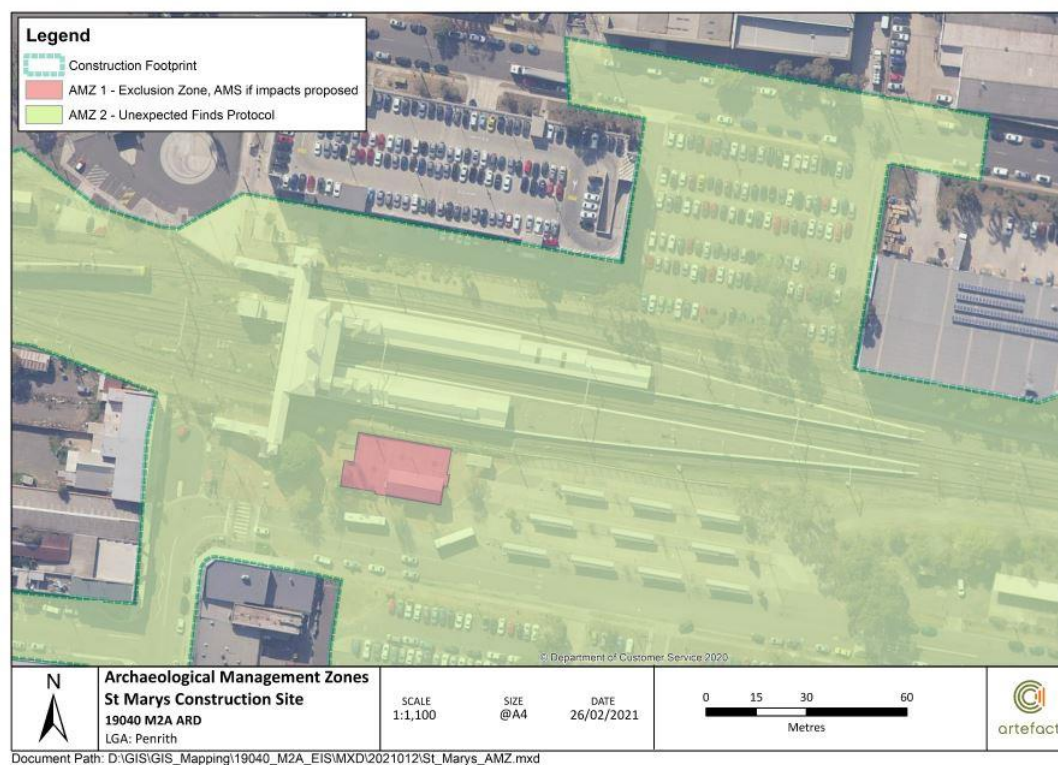 Legend
Construction Footprint
AMZ 1 - Exclusion Zone, AMS if impacts proposed
AMZ 2 - Unexpected Finds Protocol
© Department of Customer Service 2020
N
Archaeological Management Zones
St Marys Construction Site
19040 M2A ARD
LGA: Penrith
SCALE
1:1,100
SIZE
@A4
DATE
26/02/2021
0 15 30 60
Metres
artefact
Document Path: D:\GIS\GIS_Mapping\19040_M2A_EIS\MXD\2021012\St_Marys_AMZ.mxd